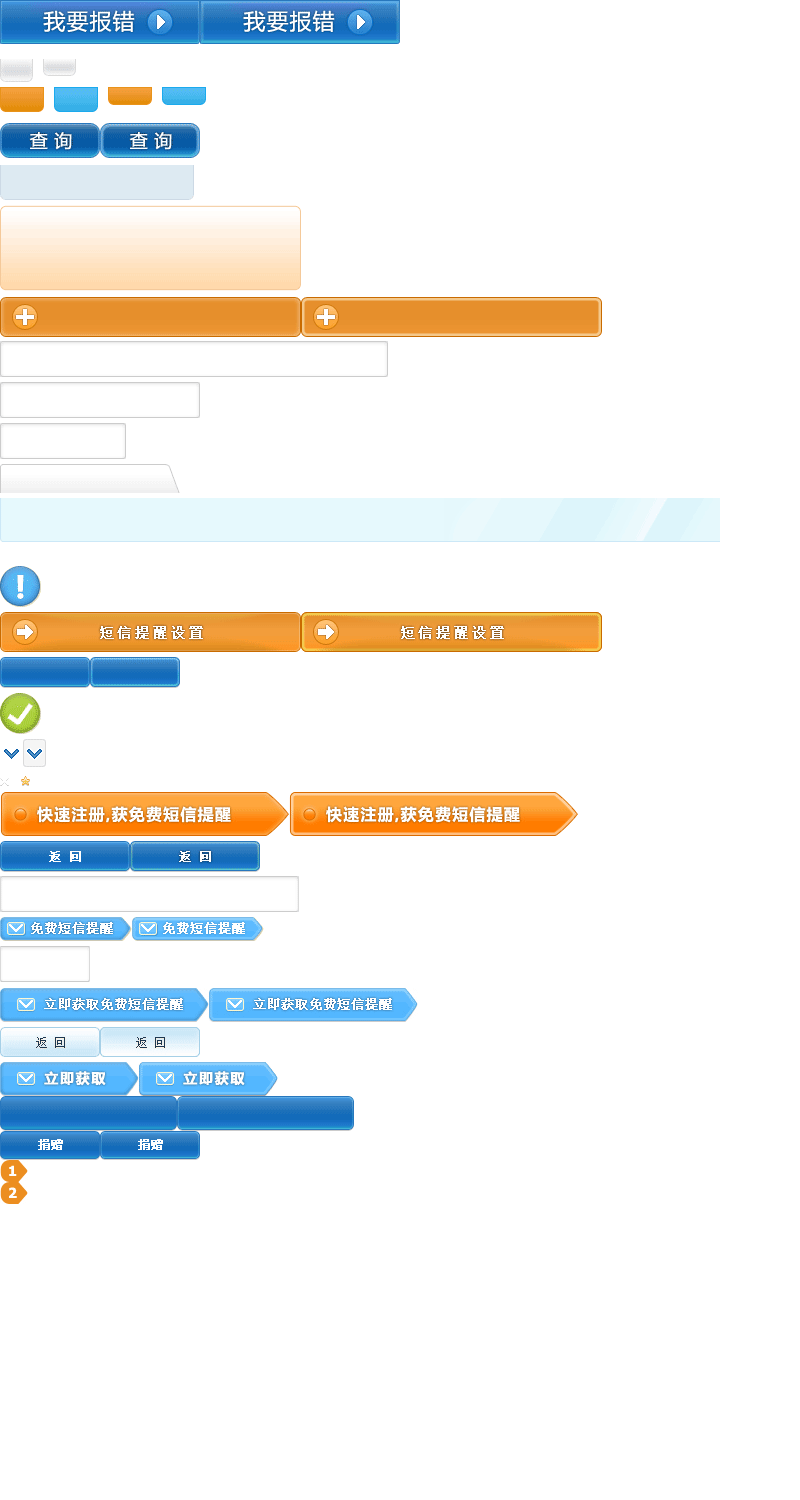 我要报错 我要报错
查 询 查 询
短信提醒设置 短信提醒设置
快速注册,获免费短信提醒 快速注册,获免费短信提醒
返 回 返 回
免费短信提醒 免费短信提醒
立即获取免费短信提醒 立即获取免费短信提醒
返 回 返 回
立即获取 立即获取
捐赠 捐赠
1
2